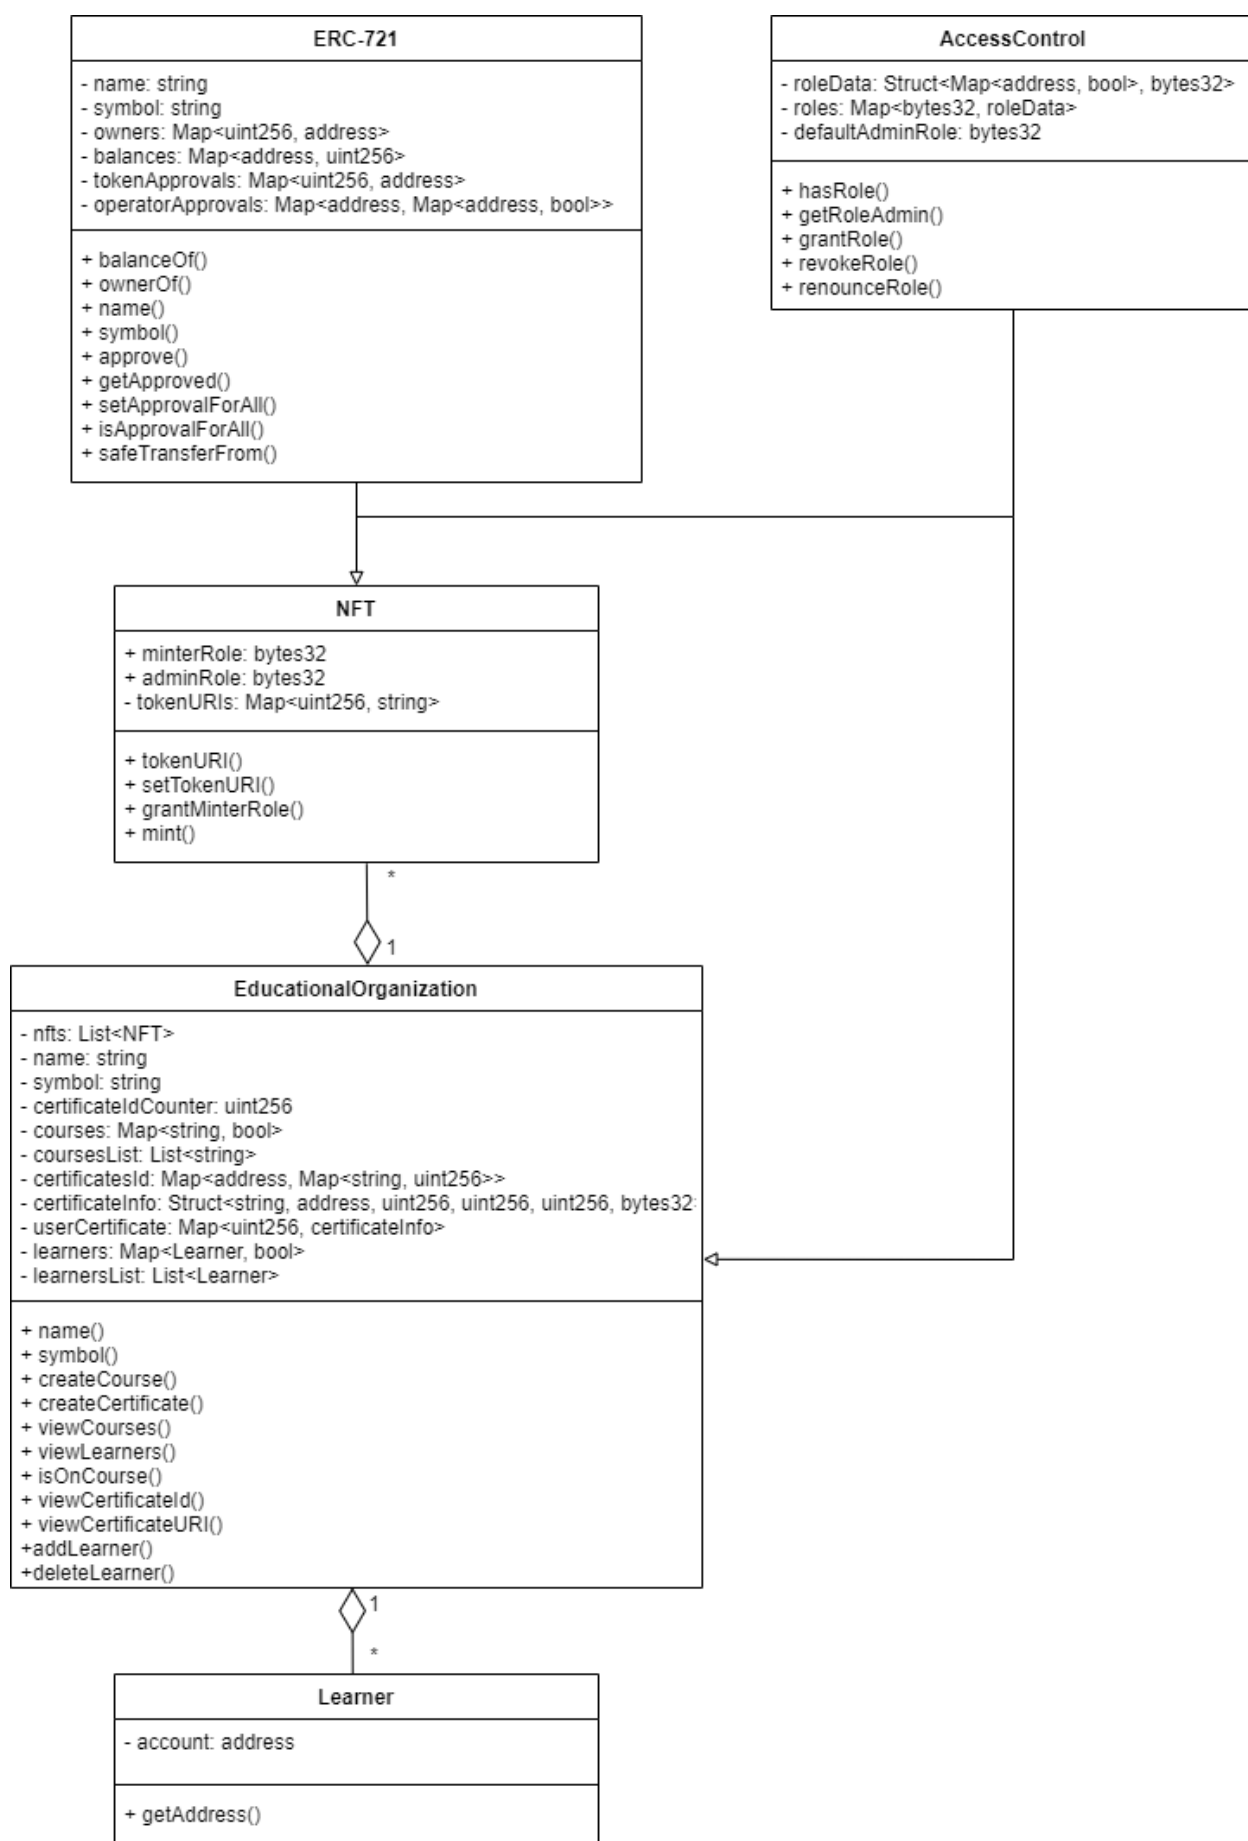 ERC-721
- name: string
- symbol: string
- owners: Map<uint256, address>
- balances: Map<address, uint256>
- tokenApprovals: Map<uint256, address>
- operatorApprovals: Map<address, Map<address, bool>>
+ balanceOf()
+ ownerOf()
+ name()
+ symbol()
+ approve()
+ getApproved()
+ setApprovalForAll()
+ isApprovalForAll()
+ safeTransferFrom()
AccessControl
- roleData: Struct<Map<address, bool>, bytes32>
- roles: Map<bytes32, roleData>
- defaultAdminRole: bytes32
+ hasRole()
+ getRoleAdmin()
+ grantRole()
+ revokeRole()
+ renounceRole()
NFT
+ minterRole: bytes32
+ adminRole: bytes32
- tokenURIs: Map<uint256, string>
+ tokenURI()
+ setTokenURI()
+ grantMinterRole()
+ mint()
*
1
EducationalOrganization
- nfts: List<NFT>
- name: string
- symbol: string
- certificateIdCounter: uint256
- courses: Map<string, bool>
- coursesList: List<string>
- certificatesId: Map<address, Map<string, uint256>>
- certificateInfo: Struct<string, address, uint256, uint256, uint256, bytes32>
- userCertificate: Map<uint256, certificateInfo>
- learners: Map<Learner, bool>
- learnersList: List<Learner>
+ name()
+ symbol()
+ createCourse()
+ createCertificate()
+ viewCourses()
+ viewLearners()
+ isOnCourse()
+ viewCertificateId()
+ viewCertificateURI()
+addLearner()
+deleteLearner()
1
*
Learner
- account: address
+ getAddress()